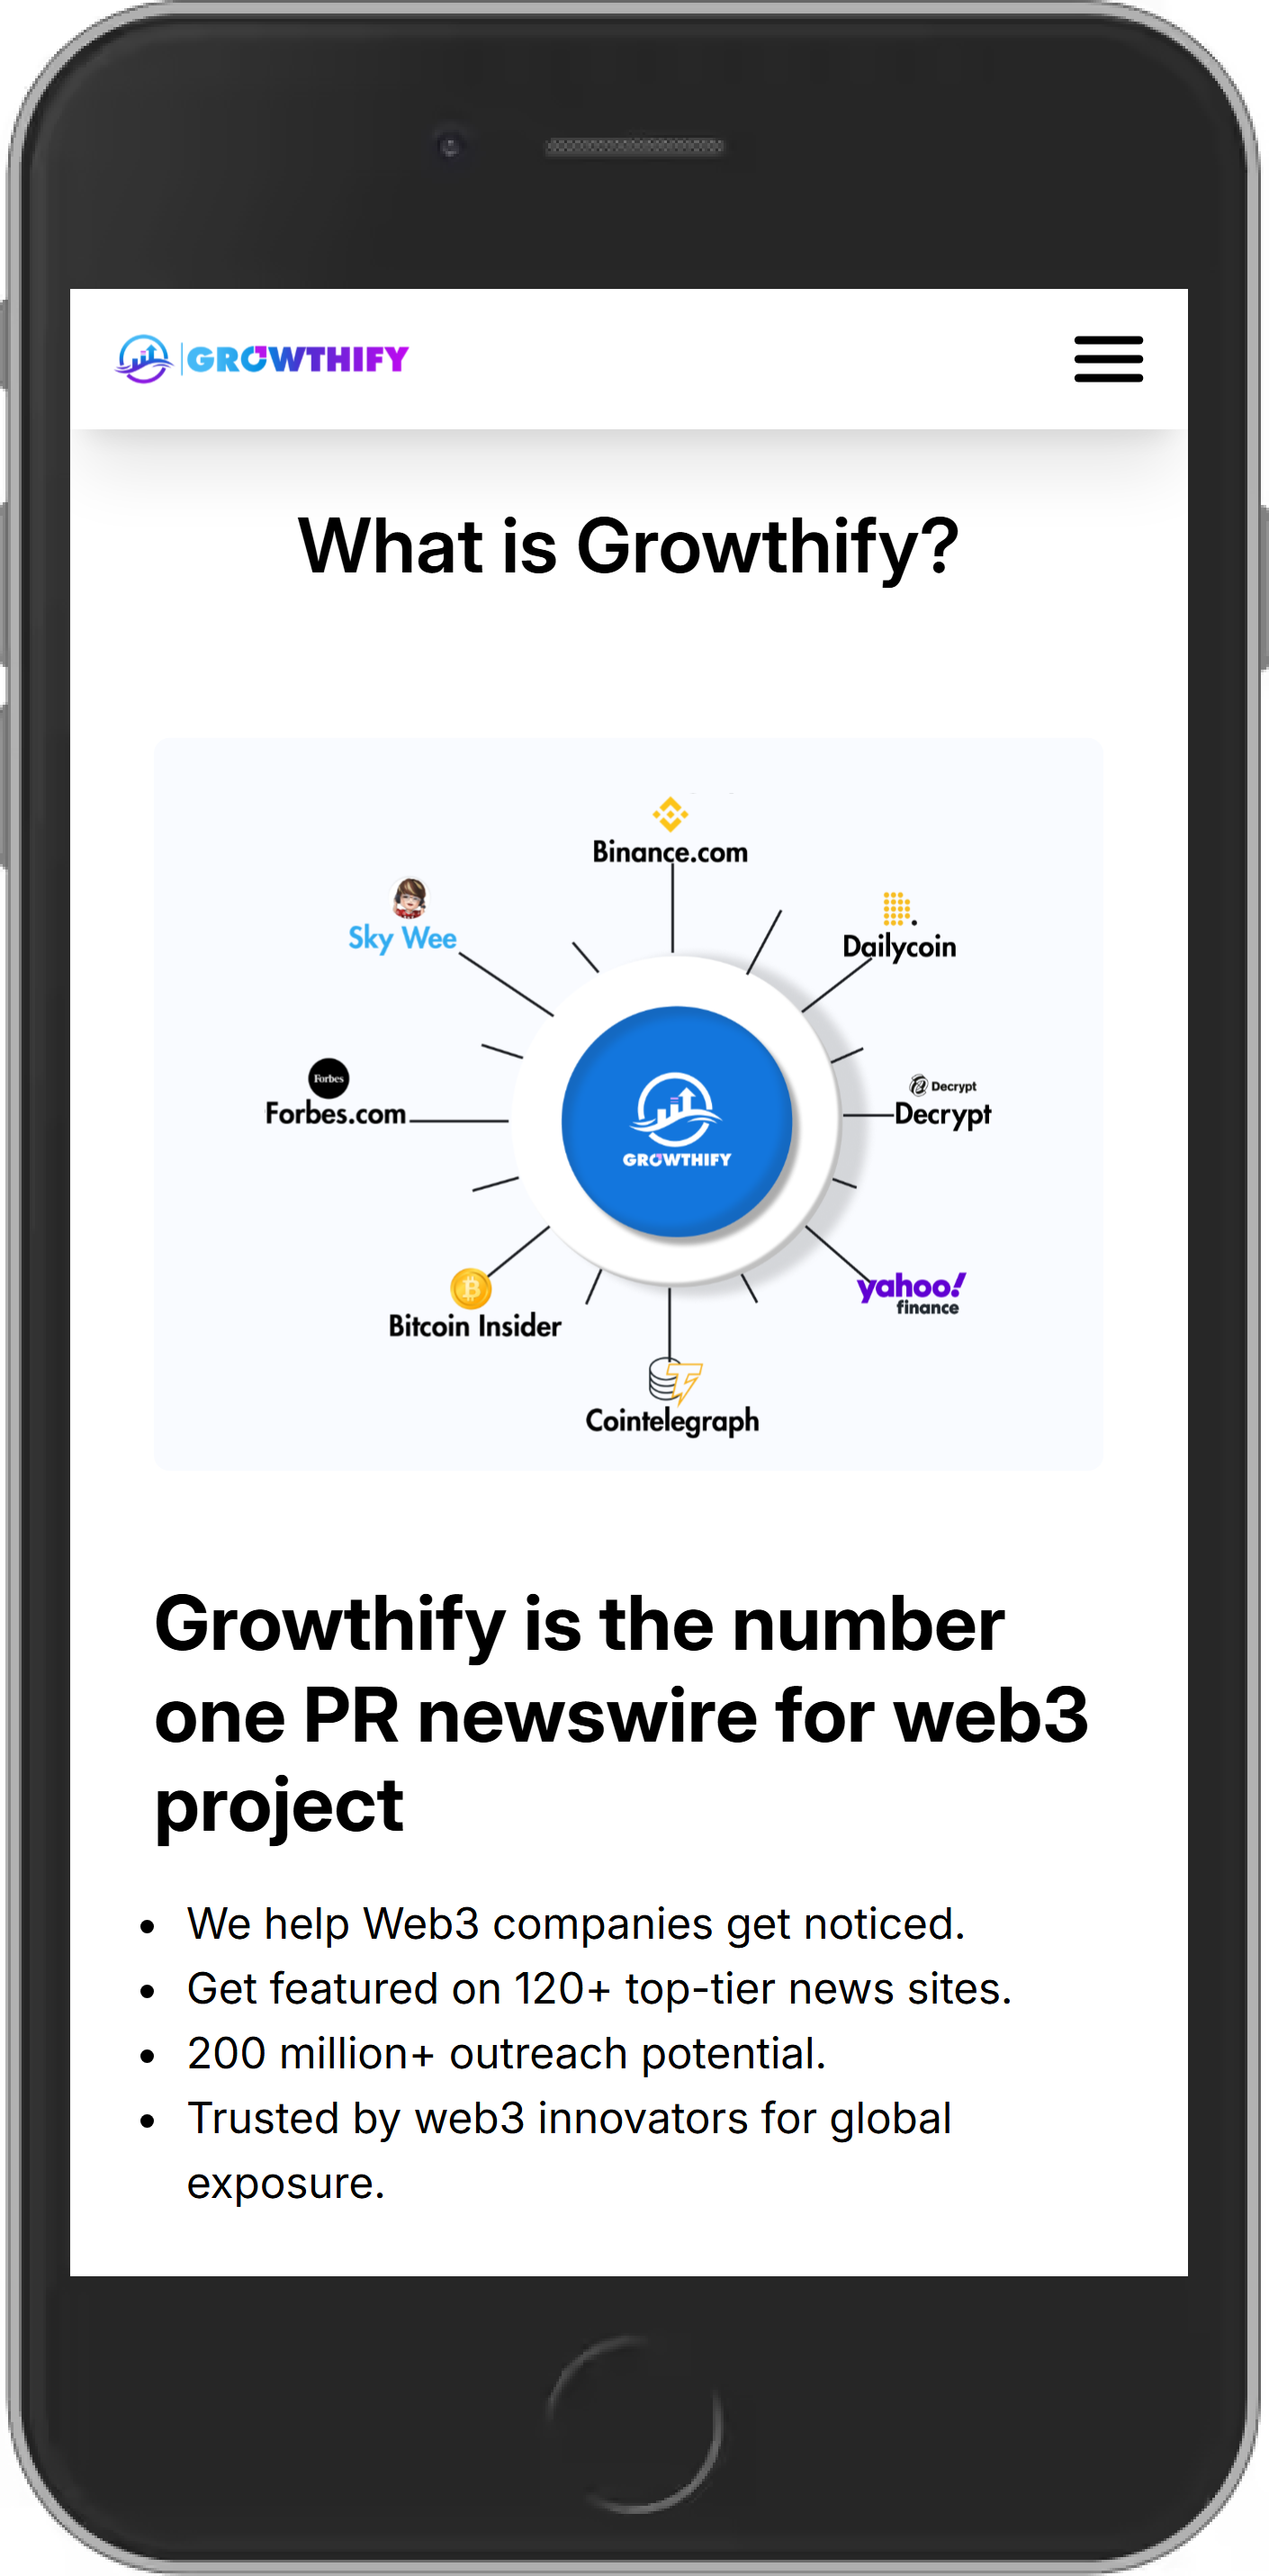 GROWTHIFY
What is Growthify?
Binance.com
Sky Wee
Dailycoin
Forbes
Forbes.com
Decrypt
Decrypt
GROWTHIFY
Bitcoin Insider
yahoo!
finance
Cointelegraph
Growthify is the number
one PR newswire for web3
project
• We help Web3 companies get noticed.
• Get featured on 120+ top-tier news sites.
• 200 million+ outreach potential.
• Trusted by web3 innovators for global
exposure.